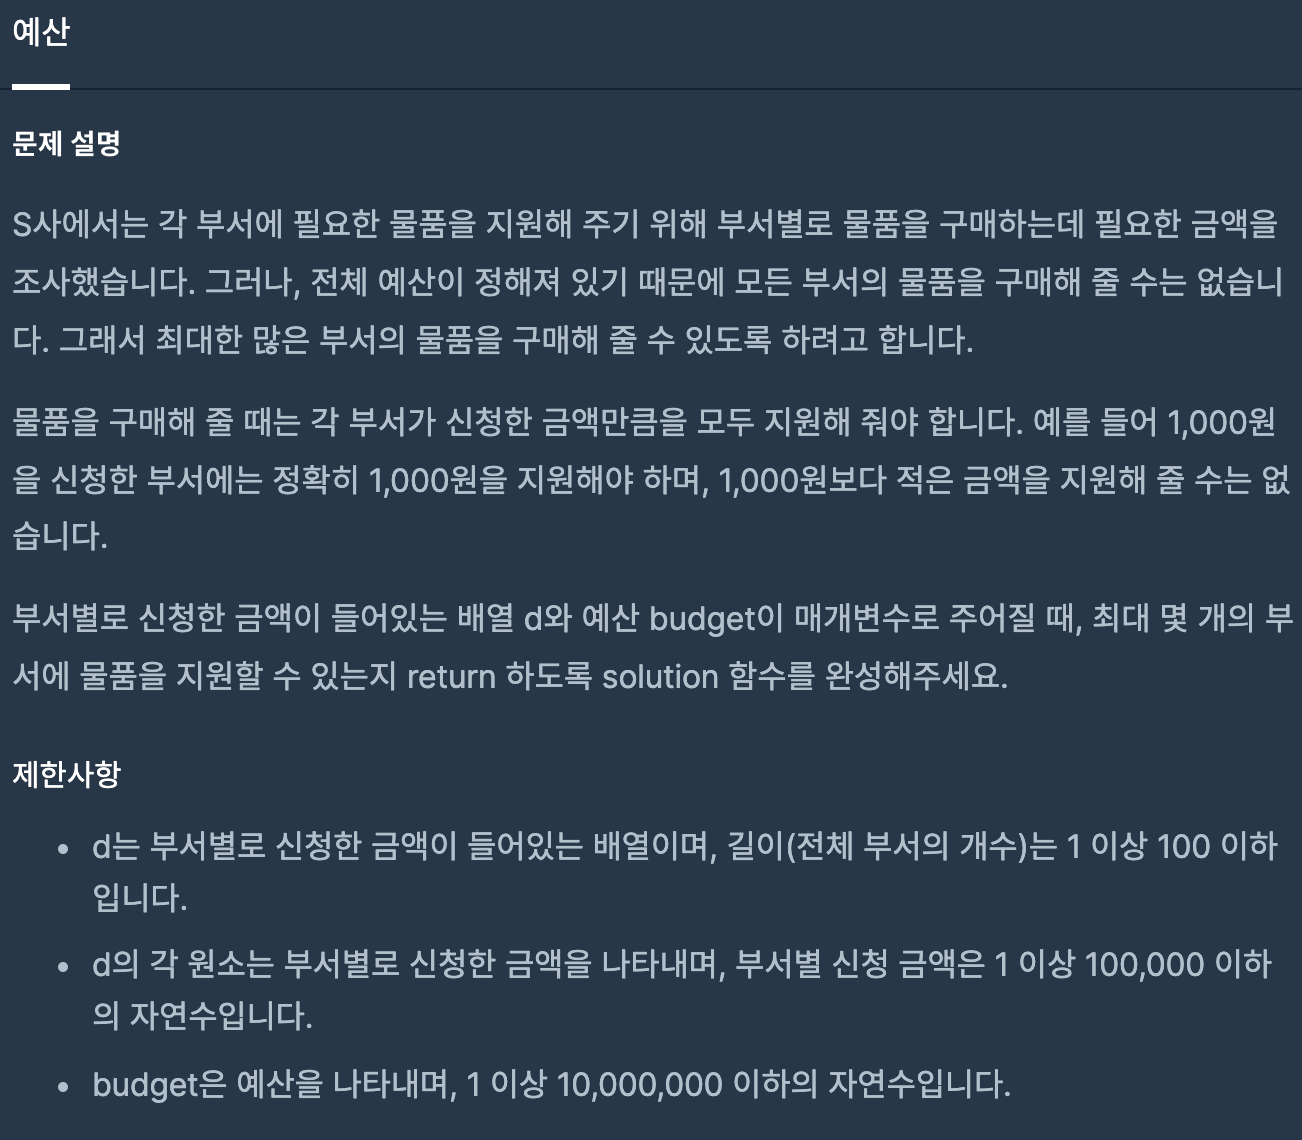 예산
문제 설명
S사에서는 각 부서에 필요한 물품을 지원해 주기 위해 부서별로 물품을 구매하는데 필요한 금액을
조사했습니다. 그러나, 전체 예산이 정해져 있기 때문에 모든 부서의 물품을 구매해 줄 수는 없습니
다. 그래서 최대한 많은 부서의 물품을 구매해 줄 수 있도록 하려고 합니다.
물품을 구매해 줄 때는 각 부서가 신청한 금액만큼을 모두 지원해 줘야 합니다. 예를 들어 1,000원
을 신청한 부서에는 정확히 1,000원을 지원해야 하며, 1,000원보다 적은 금액을 지원해 줄 수는 없
습니다.
부서별로 신청한 금액이 들어있는 배열 d와 예산 budget이 매개변수로 주어질 때, 최대 몇 개의 부
서에 물품을 지원할 수 있는지 return 하도록 solution 함수를 완성해주세요.
제한사항
• d는 부서별로 신청한 금액이 들어있는 배열이며, 길이(전체 부서의 개수)는 1 이상 100 이하
입니다.
• d의 각 원소는 부서별로 신청한 금액을 나타내며, 부서별 신청 금액은 1 이상 100,000 이하
의 자연수입니다.
• budget은 예산을 나타내며, 1 이상 10,000,000 이하의 자연수입니다.